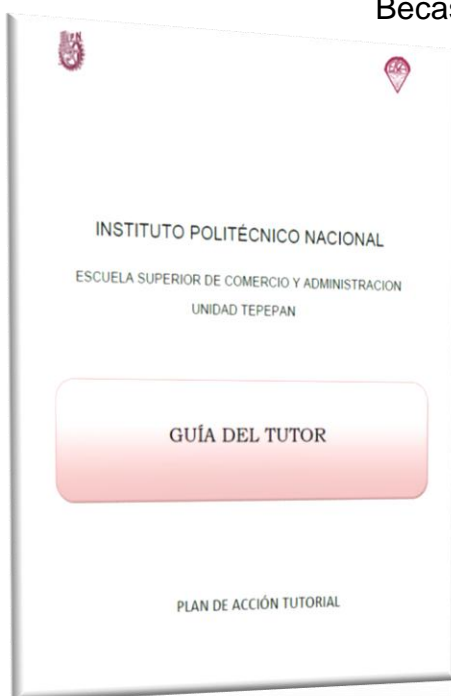 Becas
INSTITUTO POLITÉCNICO NACIONAL
ESCUELA SUPERIOR DE COMERCIO Y ADMINISTRACION
UNIDAD TEPEPAN
GUÍA DEL TUTOR
PLAN DE ACCIÓN TUTORIAL